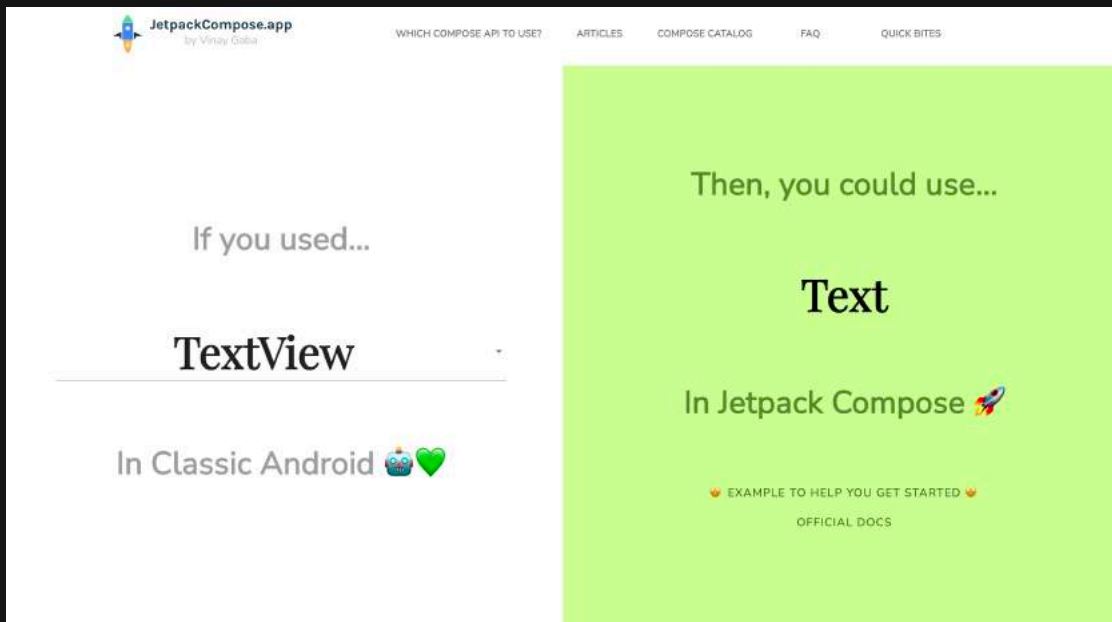 JetpackCompose.app
by Vinay Gaba
WHICH COMPOSE API TO USE?
ARTICLES
COMPOSE CATALOG
FAQ
QUICK BITES
If you used...
TextView
In Classic Android 🤖💚
Then, you could use...
Text
In Jetpack Compose 🚀
EXAMPLE TO HELP YOU GET STARTED
OFFICIAL DOCS